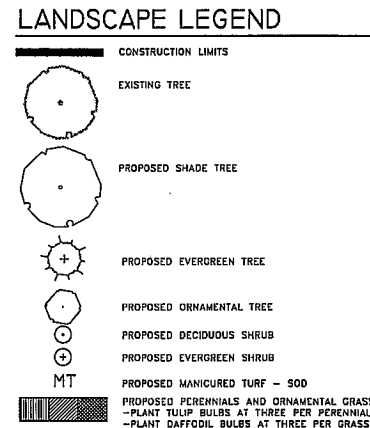 LANDSCAPE LEGEND
CONSTRUCTION LIMITS
EXISTING TREE
PROPOSED SHADE TREE
PROPOSED EVERGREEN TREE
PROPOSED ORNAMENTAL TREE
PROPOSED DECIDUOUS SHRUB
PROPOSED EVERGREEN SHRUB
MT PROPOSED MANICURED TURF - SOD
PROPOSED PERENNIALS AND ORNAMENTAL GRASS
-PLANT TULIP BULBS AT THREE PER PERENNIAL
-PLANT DAFFODIL BULBS AT THREE PER GRASS